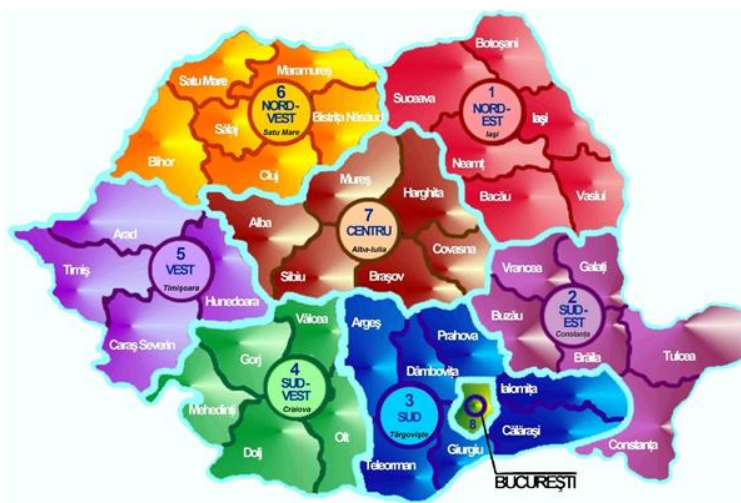 Botoşani
Satu Mare
Maramureş
6
NORD-
VEST
Satu Mare
Suceava
1
NORD-
EST
Iaşi
Iaşi
Sălaj
Bistriţa Năsăud
Bihor
Cluj
Neamţ
Bacău
Vaslui
Mureş
Harghita
Alba
7
CENTRU
Alba-Iulia
Covasna
Sibiu
Braşov
Arad
5
VEST
Timişoara
Timiş
Hunedoara
Caraş Severin
Vrancea
Galaţi
2
SUD-
EST
Constanţa
Buzău
Brăila
Tulcea
Constanţa
Vâlcea
Gorj
4
SUD-
VEST
Craiova
Mehedinţi
Dolj
Olt
Argeş
Prahova
Dâmboviţa
3
SUD
Târgovişte
Ialomiţa
8
Călăraşi
Giurgiu
Teleorman
BUCUREŞTI